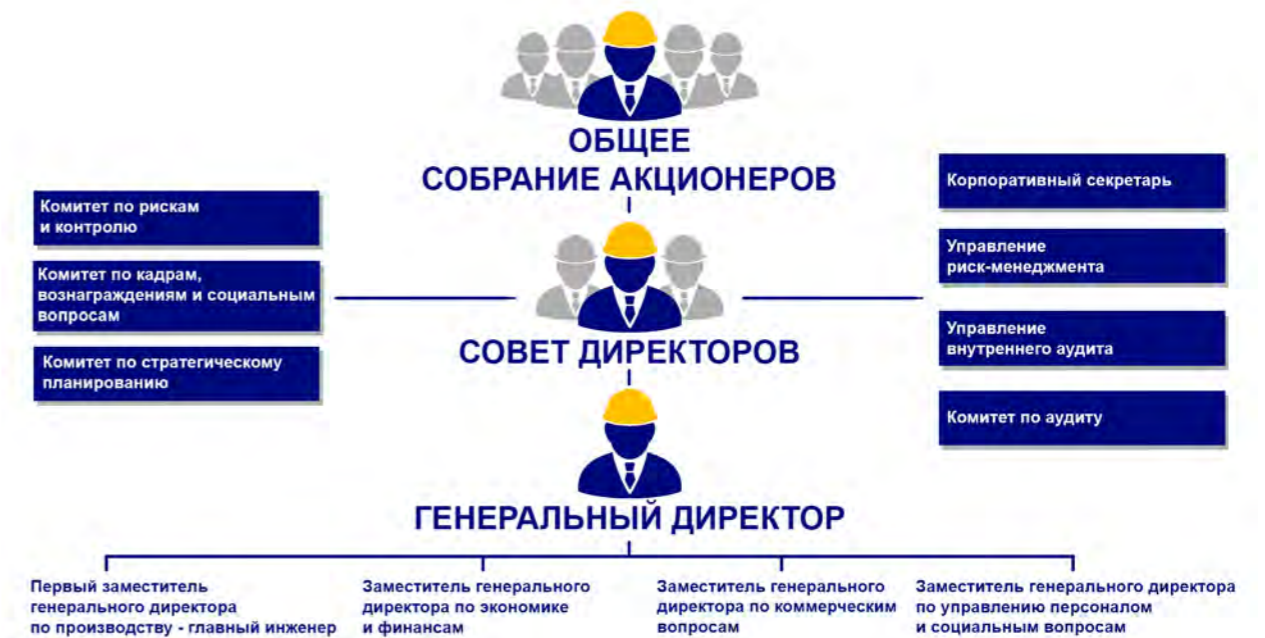 ОБЩЕЕ
СОБРАНИЕ АКЦИОНЕРОВ
Комитет по рискам
и контролю
Комитет по кадрам,
вознаграждениям и социальным
вопросам
Комитет по стратегическому
планированию
СОВЕТ ДИРЕКТОРОВ
Корпоративный секретарь
Управление
риск-менеджмента
Управление
внутреннего аудита
Комитет по аудиту
ГЕНЕРАЛЬНЫЙ ДИРЕКТОР
Первый заместитель
генерального директора
по производству - главный инженер
Заместитель генерального
директора по экономике
и финансам
Заместитель генерального
директора по коммерческим
вопросам
Заместитель генерального директора
по управлению персоналом
и социальным вопросам